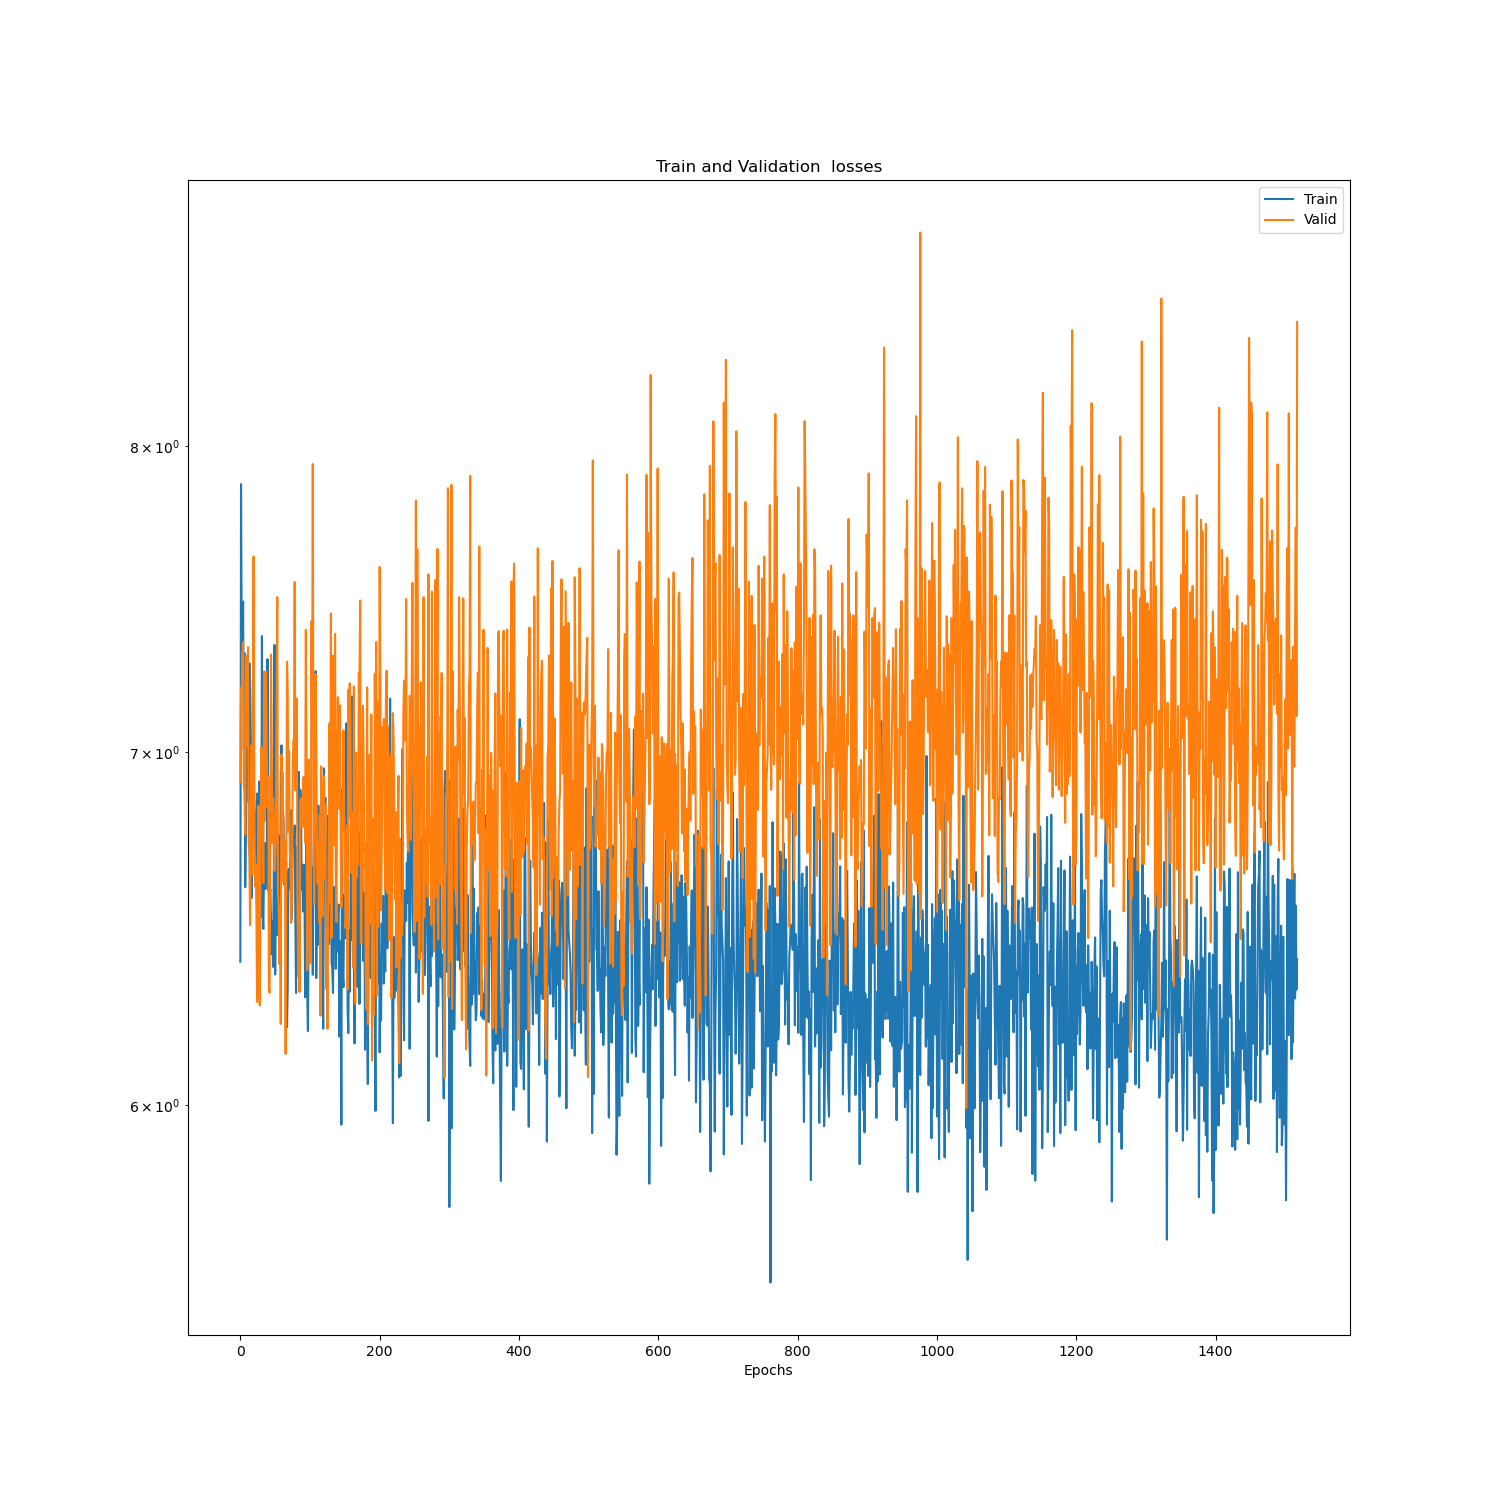 Train and Validation  losses
Train
Valid
8 × 10⁰
7 × 10⁰
6 × 10⁰
0 200 400 600 800 1000 1200 1400
Epochs